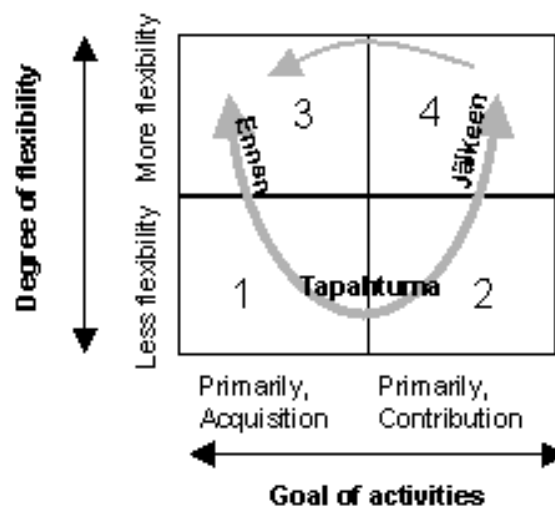 Degree of flexibility
More flexibility
Less flexibility
3
4
Ennen
Jälkeen
1
Tapahtuma
2
Primarily,
Acquisition
Primarily,
Contribution
Goal of activities